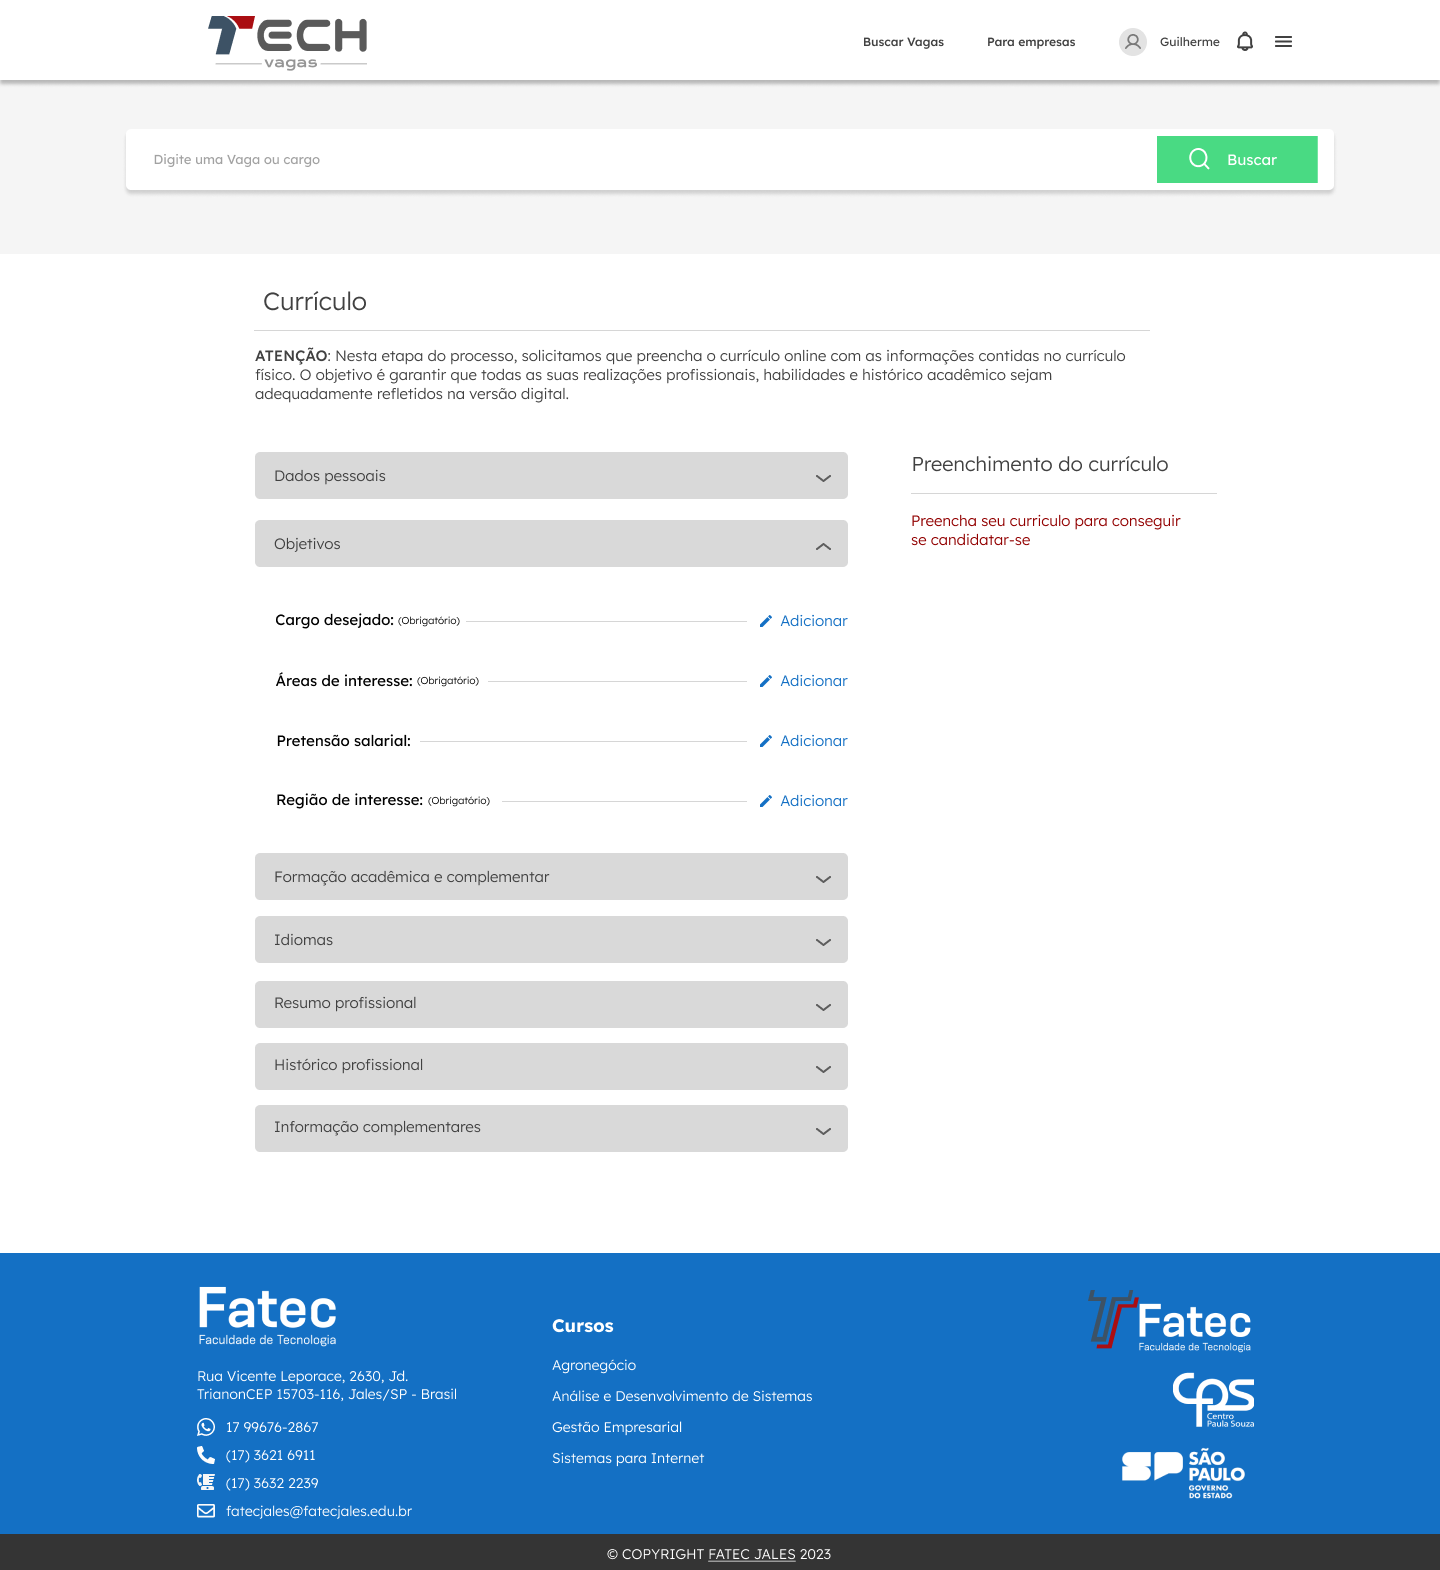 TECH
vagas
Buscar Vagas
Para empresas
Guilherme
Digite uma Vaga ou cargo
Buscar
Currículo
ATENÇÃO: Nesta etapa do processo, solicitamos que preencha o currículo online com as informações contidas no currículo
físico. O objetivo é garantir que todas as suas realizações profissionais, habilidades e histórico acadêmico sejam
adequadamente refletidos na versão digital.
Dados pessoais
Objetivos
Cargo desejado: (Obrigatório)
Adicionar
Áreas de interesse: (Obrigatório)
Adicionar
Pretensão salarial:
Adicionar
Região de interesse: (Obrigatório)
Adicionar
Formação acadêmica e complementar
Idiomas
Resumo profissional
Histórico profissional
Informação complementares
Preenchimento do currículo
Preencha seu curriculo para conseguir
se candidatar-se
Fatec
Faculdade de Tecnologia
Rua Vicente Leporace, 2630, Jd.
TrianonCEP 15703-116, Jales/SP - Brasil
17 99676-2867
(17) 3621 6911
(17) 3632 2239
fatecjales@fatecjales.edu.br
Cursos
Agronegócio
Análise e Desenvolvimento de Sistemas
Gestão Empresarial
Sistemas para Internet
Fatec
Faculdade de Tecnologia
cps
Centro
Paula Souza
SP
SÃO
PAULO
GOVERNO
DO ESTADO
© COPYRIGHT FATEC JALES 2023